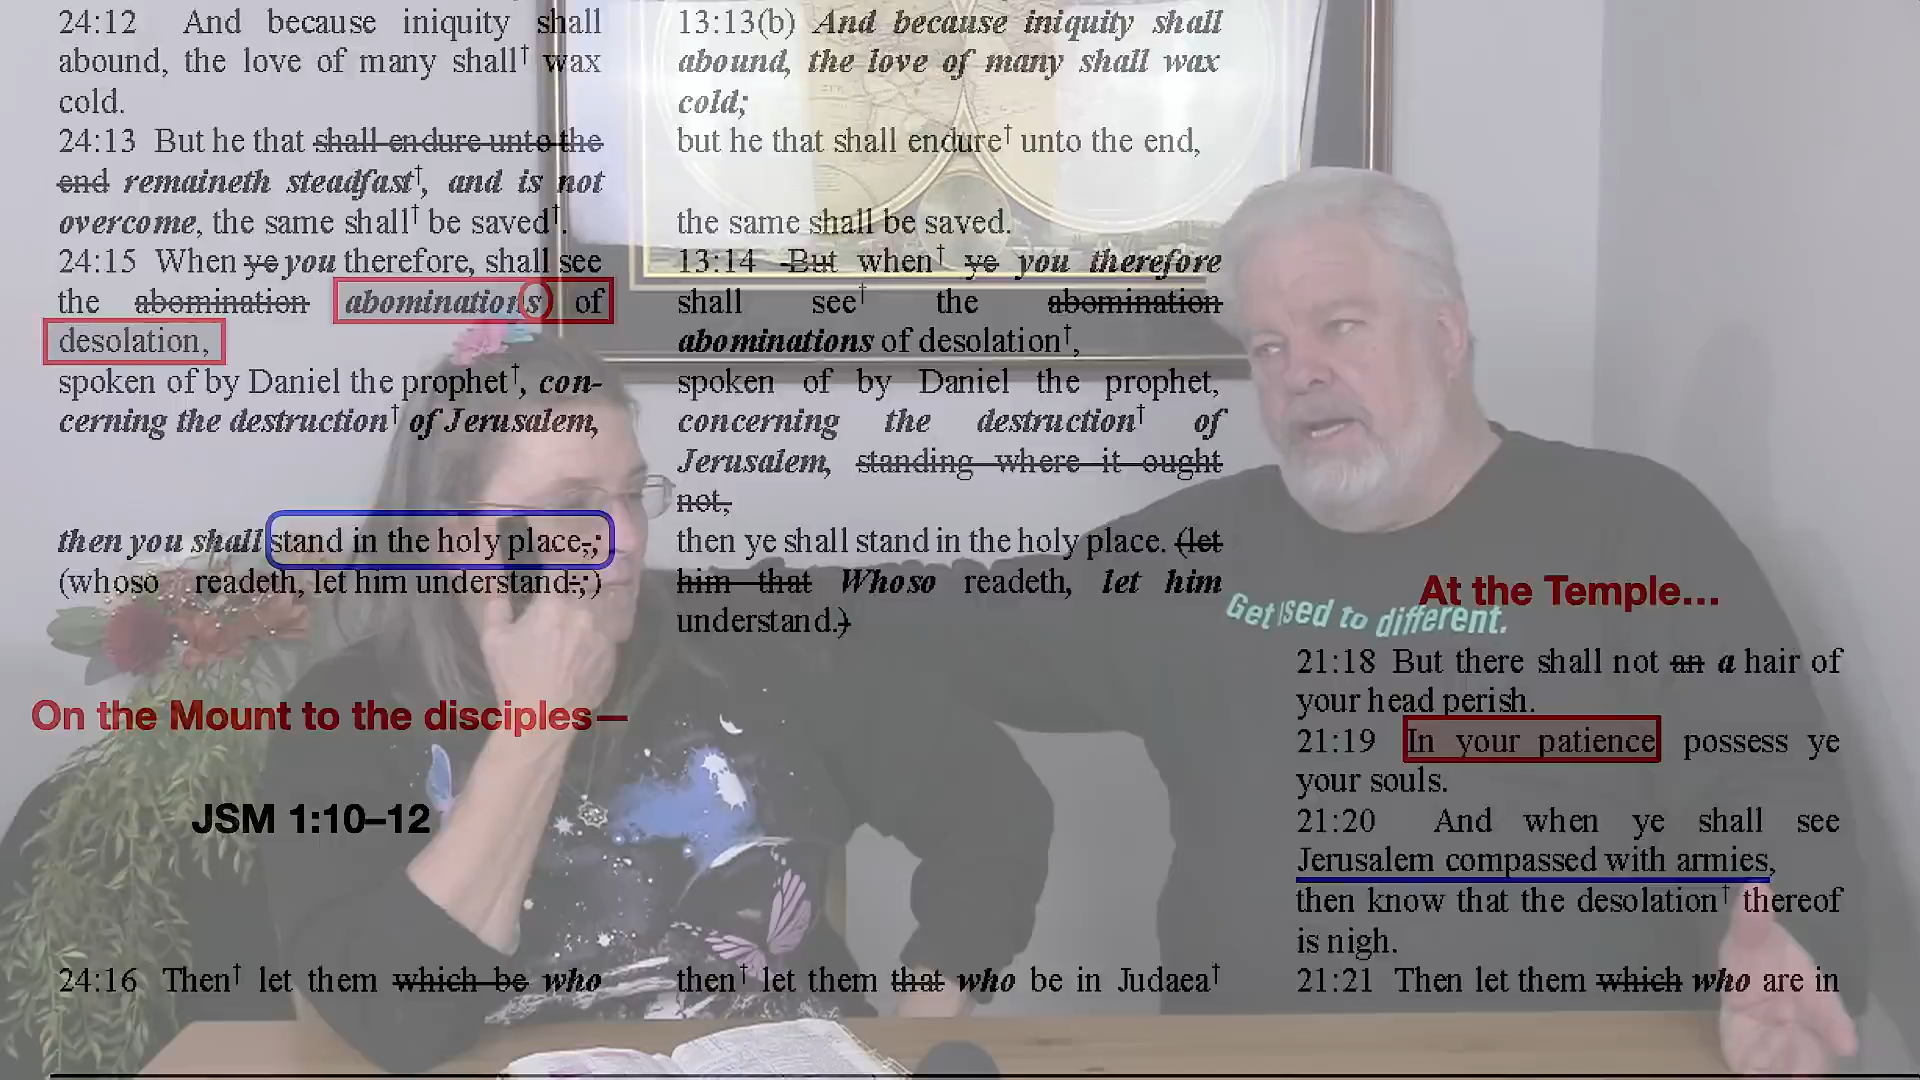 24:12 And because iniquity shall
abound, the love of many shall† wax
cold.
24:13 But he that shall endure unto the
end remaineth steadfast†, and is not
overcome, the same shall† be saved†.
24:15 When ye you therefore, shall see
the abomination abominations of
desolation,
spoken of by Daniel the prophet†, con-
cerning the destruction† of Jerusalem,
then you shall stand in the holy place,;
(whoso readeth, let him understand:;)
On the Mount to the disciples—
JSM 1:10–12
24:16 Then† let them which be who
13:13(b) And because iniquity shall
abound, the love of many shall wax
cold;
but he that shall endure† unto the end,
the same shall be saved.
13:14 But when† ye you therefore
shall see† the abomination
abominations of desolation†,
spoken of by Daniel the prophet,
concerning the destruction† of
Jerusalem, standing where it ought
not,
then ye shall stand in the holy place. (let
him that Whoso readeth, let him
understand.)
then† let them that who be in Judaea†
At the Temple...
Get used to different.
21:18 But there shall not an a hair of
your head perish.
21:19 In your patience possess ye
your souls.
21:20 And when ye shall see
Jerusalem compassed with armies,
then know that the desolation† thereof
is nigh.
21:21 Then let them which who are in